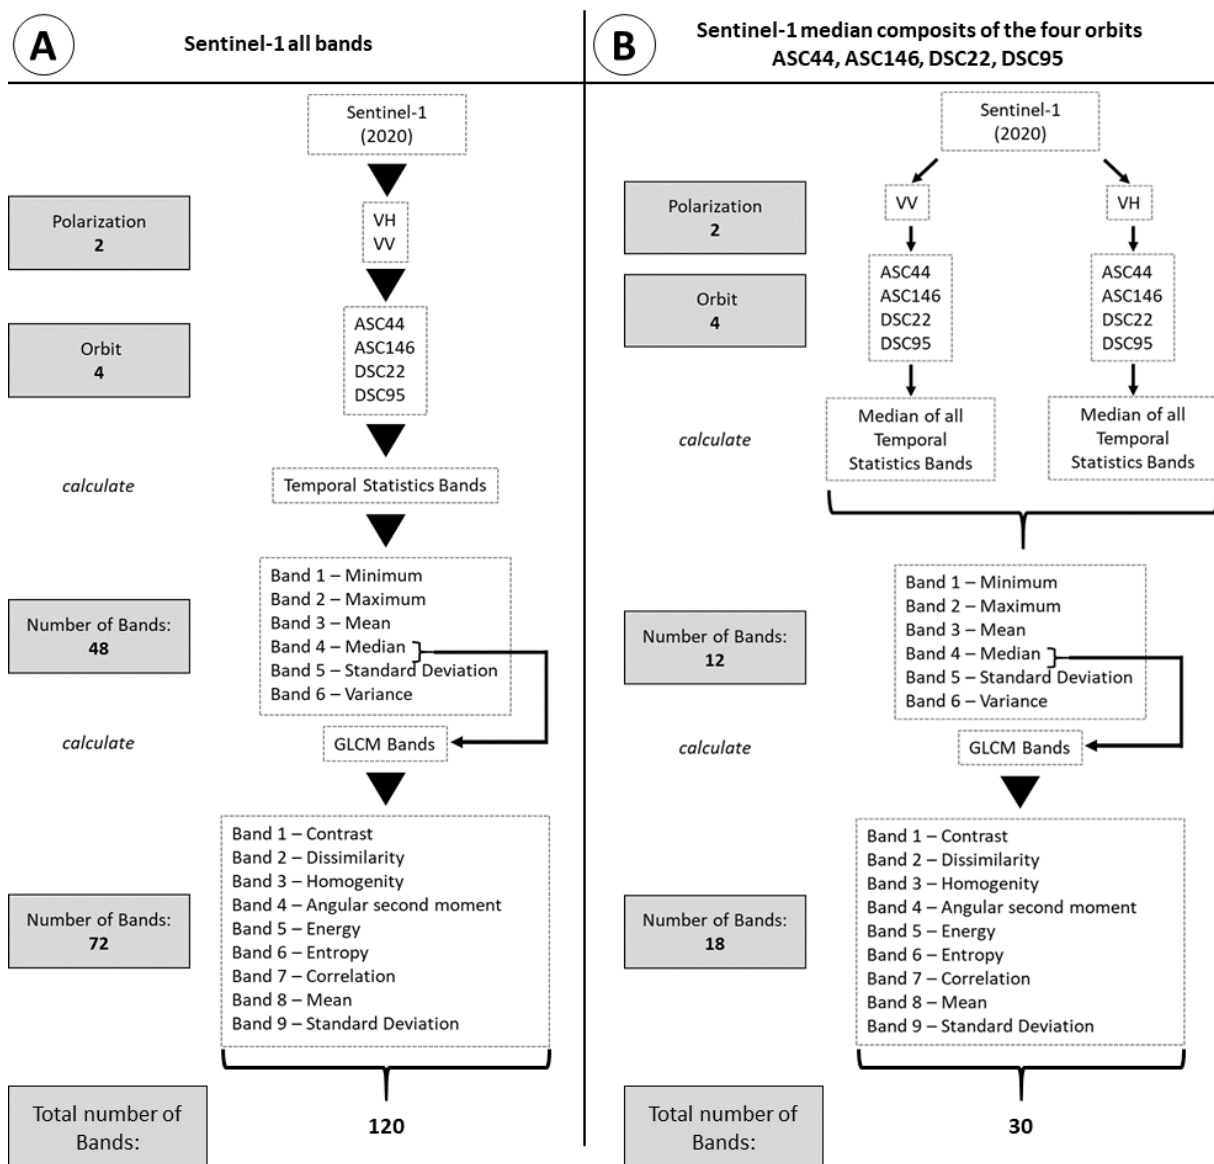 A
Sentinel-1 all bands
Sentinel-1
(2020)
Polarization
2
VH
VV
Orbit
4
ASC44
ASC146
DSC22
DSC95
calculate
Temporal Statistics Bands
Number of Bands:
48
Band 1 – Minimum
Band 2 – Maximum
Band 3 – Mean
Band 4 – Median
Band 5 – Standard Deviation
Band 6 – Variance
calculate
GLCM Bands
Number of Bands:
72
Band 1 – Contrast
Band 2 – Dissimilarity
Band 3 – Homogenity
Band 4 – Angular second moment
Band 5 – Energy
Band 6 – Entropy
Band 7 – Correlation
Band 8 – Mean
Band 9 – Standard Deviation
Total number of
Bands:
120
B
Sentinel-1 median composits of the four orbits
ASC44, ASC146, DSC22, DSC95
Sentinel-1
(2020)
Polarization
2
VV
VH
Orbit
4
ASC44
ASC146
DSC22
DSC95
ASC44
ASC146
DSC22
DSC95
calculate
Median of all
Temporal
Statistics Bands
Median of all
Temporal
Statistics Bands
Number of Bands:
12
Band 1 – Minimum
Band 2 – Maximum
Band 3 – Mean
Band 4 – Median
Band 5 – Standard Deviation
Band 6 – Variance
calculate
GLCM Bands
Number of Bands:
18
Band 1 – Contrast
Band 2 – Dissimilarity
Band 3 – Homogenity
Band 4 – Angular second moment
Band 5 – Energy
Band 6 – Entropy
Band 7 – Correlation
Band 8 – Mean
Band 9 – Standard Deviation
Total number of
Bands:
30